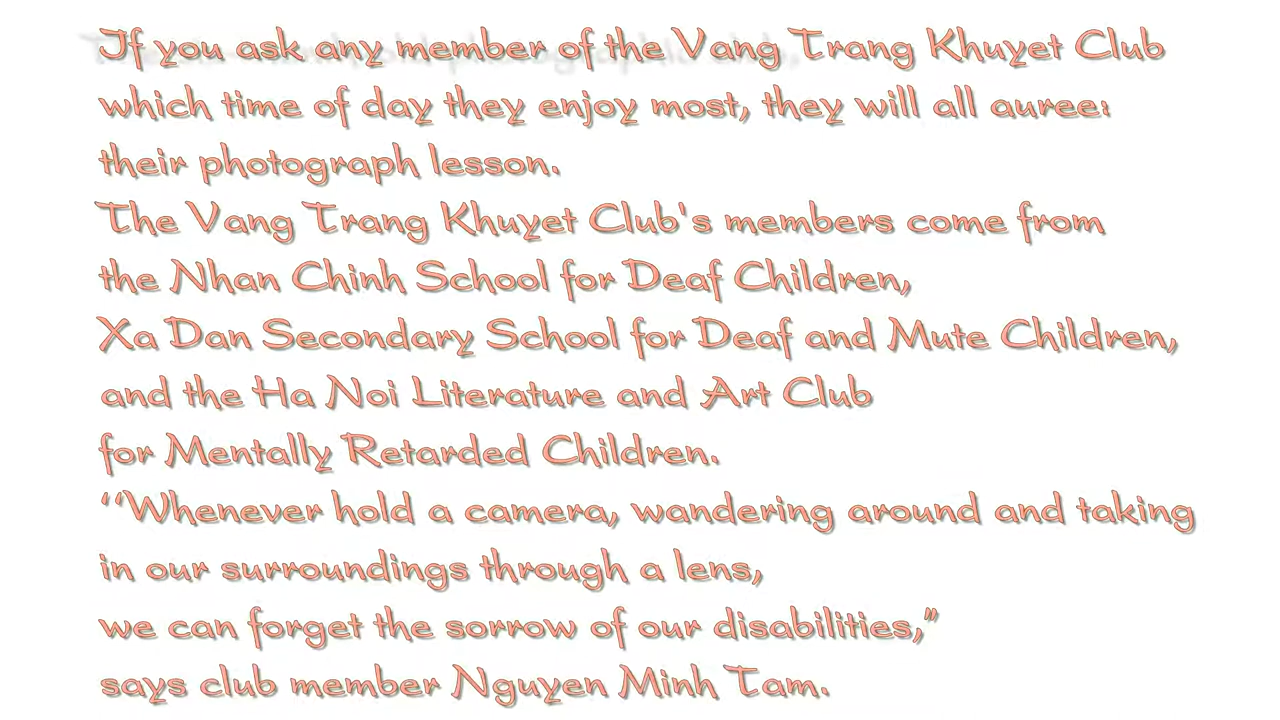 If you ask any member of the Vang Trang Khuyet Club
which time of day they enjoy most, they will all auree:
their photograph lesson.
The Vang Trang Khuyet Club's members come from
the Nhan Chinh School for Deaf Children,
Xa Dan Secondary School for Deaf and Mute Children,
and the Ha Noi Literature and Art Club
for Mentally Retarded Children.
‘‘Whenever hold a camera, wandering around and taking
in our surroundings through a lens,
we can forget the sorrow of our disabilities,”
says club member Nguyen Minh Tam.